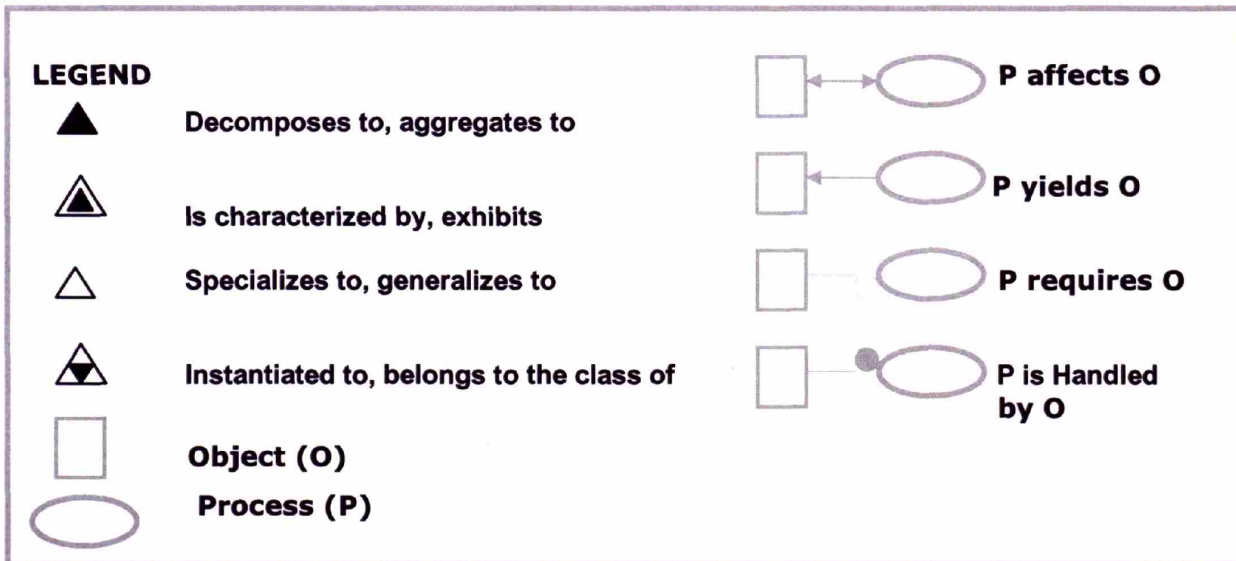 LEGEND
Decomposes to, aggregates to
Is characterized by, exhibits
Specializes to, generalizes to
Instantiated to, belongs to the class of
Object (O)
Process (P)
P affects O
P yields O
P requires O
P is Handled
by O